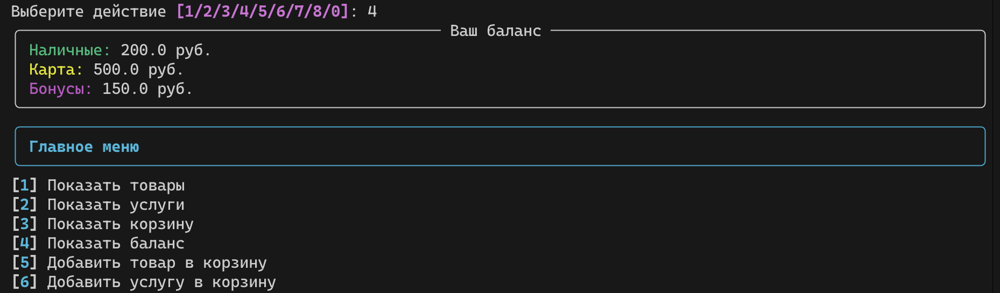 Выберите действие [1/2/3/4/5/6/7/8/0]: 4
Ваш баланс
Наличные: 200.0 руб.
Карта: 500.0 руб.
Бонусы: 150.0 руб.
Главное меню
[1] Показать товары
[2] Показать услуги
[3] Показать корзину
[4] Показать баланс
[5] Добавить товар в корзину
[6] Добавить услугу в корзину